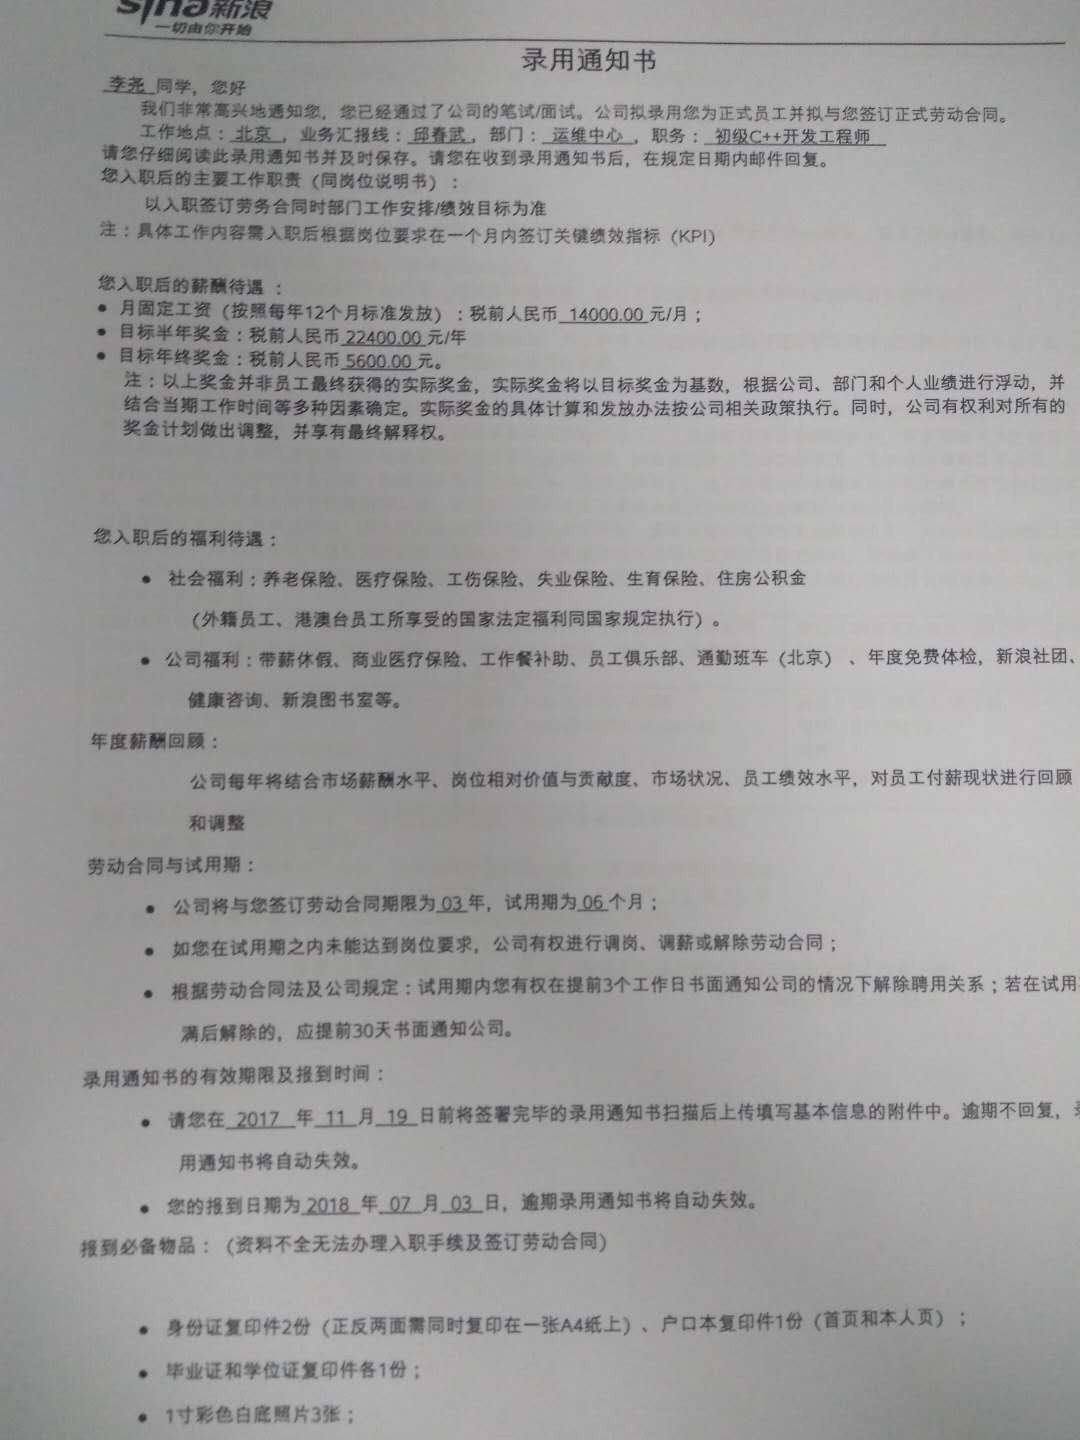 sina新浪
一切由你开始
录用通知书
李尧 同学，您好
我们非常高兴地通知您，您已经通过了公司的笔试/面试。公司拟录用您为正式员工并拟与您签订正式劳动合同。
工作地点：北京 ，业务汇报线：邱春武，部门：运维中心 ，职务：初级C++开发工程师
请您仔细阅读此录用通知书并及时保存。请您在收到录用通知书后，在规定日期内邮件回复。
您入职后的主要工作职责（同岗位说明书）：
以入职签订劳务合同时部门工作安排/绩效目标为准
注：具体工作内容需入职后根据岗位要求在一个月内签订关键绩效指标（KPI）
您入职后的薪酬待遇：
● 月固定工资（按照每年12个月标准发放）：税前人民币 14000.00 元/月；
● 目标半年奖金：税前人民币 22400.00 元/年
● 目标年终奖金：税前人民币 5600.00 元。
注：以上奖金并非员工最终获得的实际奖金，实际奖金将以目标奖金为基数，根据公司、部门和个人业绩进行浮动，并
结合当期工作时间等多种因素确定。实际奖金的具体计算和发放办法按公司相关政策执行。同时，公司有权利对所有的
奖金计划做出调整，并享有最终解释权。
您入职后的福利待遇：
● 社会福利：养老保险、医疗保险、工伤保险、失业保险、生育保险、住房公积金
（外籍员工、港澳台员工所享受的国家法定福利同国家规定执行）。
● 公司福利：带薪休假、商业医疗保险、工作餐补助、员工俱乐部、通勤班车（北京）、年度免费体检，新浪社团、
健康咨询、新浪图书室等。
年度薪酬回顾：
公司每年将结合市场薪酬水平、岗位相对价值与贡献度、市场状况、员工绩效水平，对员工付薪现状进行回顾
和调整
劳动合同与试用期：
● 公司将与您签订劳动合同期限为 03 年，试用期为 06 个月；
● 如您在试用期之内未能达到岗位要求，公司有权进行调岗、调薪或解除劳动合同；
● 根据劳动合同法及公司规定：试用期内您有权在提前3个工作日书面通知公司的情况下解除聘用关系；若在试用
满后解除的，应提前30天书面通知公司。
录用通知书的有效期限及报到时间：
● 请您在 2017 年 11 月 19 日前将签署完毕的录用通知书扫描后上传填写基本信息的附件中。逾期不回复，
用通知书将自动失效。
● 您的报到日期为 2018 年 07 月 03 日，逾期录用通知书将自动失效。
报到必备物品：（资料不全无法办理入职手续及签订劳动合同）
● 身份证复印件2份（正反两面需同时复印在一张A4纸上）、户口本复印件1份（首页和本人页）；
● 毕业证和学位证复印件各1份；
● 1寸彩色白底照片3张；